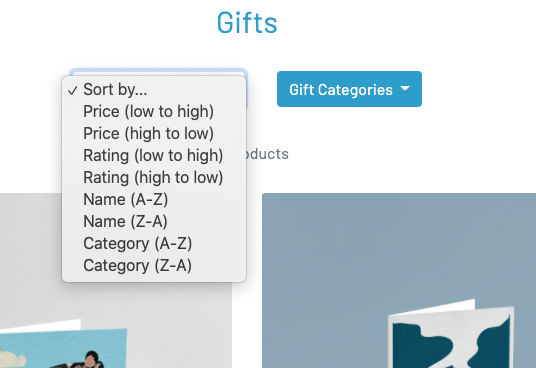 Gifts
Sort by...
Gift Categories
Price (low to high)
Price (high to low)
Rating (low to high)
Rating (high to low)
Name (A-Z)
Name (Z-A)
Category (A-Z)
Category (Z-A)